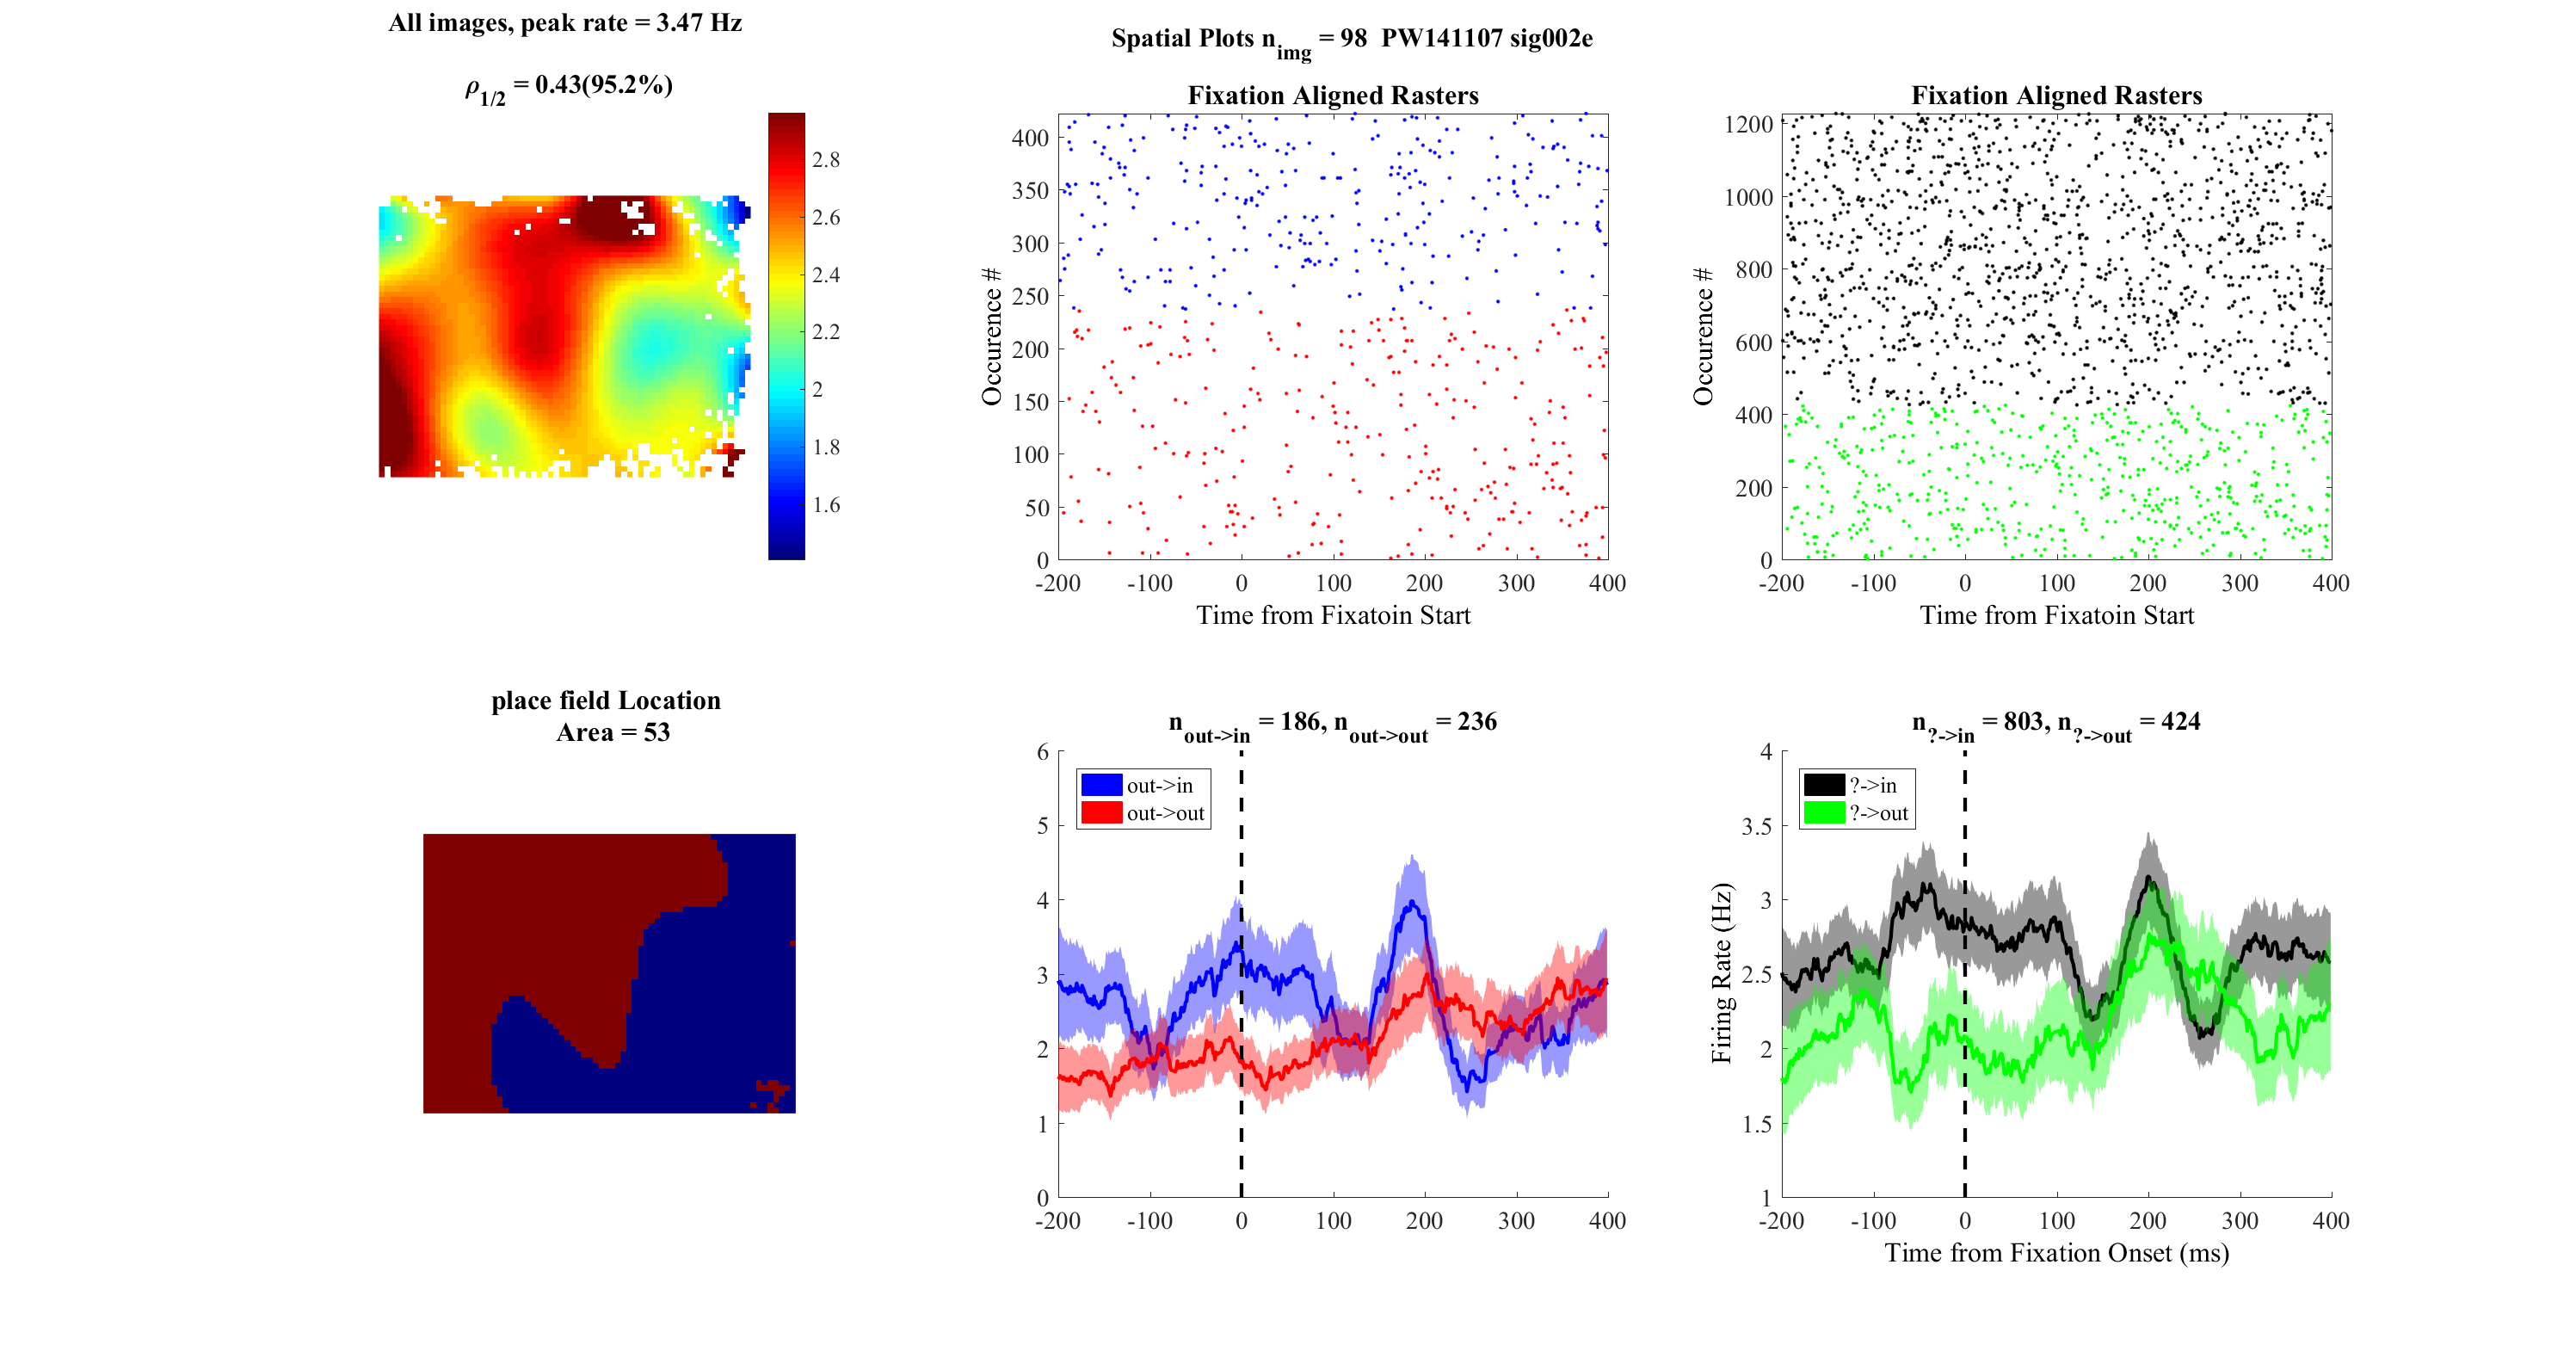 All images, peak rate = 3.47 Hz
ρ1/2 = 0.43(95.2%)
2.8
2.6
2.4
2.2
2
1.8
1.6
Spatial Plots nimg = 98 PW141107 sig002e
Fixation Aligned Rasters
Occurence #
400
350
300
250
200
150
100
50
0
-200 -100 0 100 200 300 400
Time from Fixatoin Start
Fixation Aligned Rasters
Occurence #
1200
1000
800
600
400
200
0
-200 -100 0 100 200 300 400
Time from Fixatoin Start
place field Location
Area = 53
nout->in = 186, nout->out = 236
6
5
4
3
2
1
0
out->in
out->out
-200 -100 0 100 200 300 400
n?->in = 803, n?->out = 424
Firing Rate (Hz)
4
3.5
3
2.5
2
1.5
1
?->in
?->out
-200 -100 0 100 200 300 400
Time from Fixation Onset (ms)